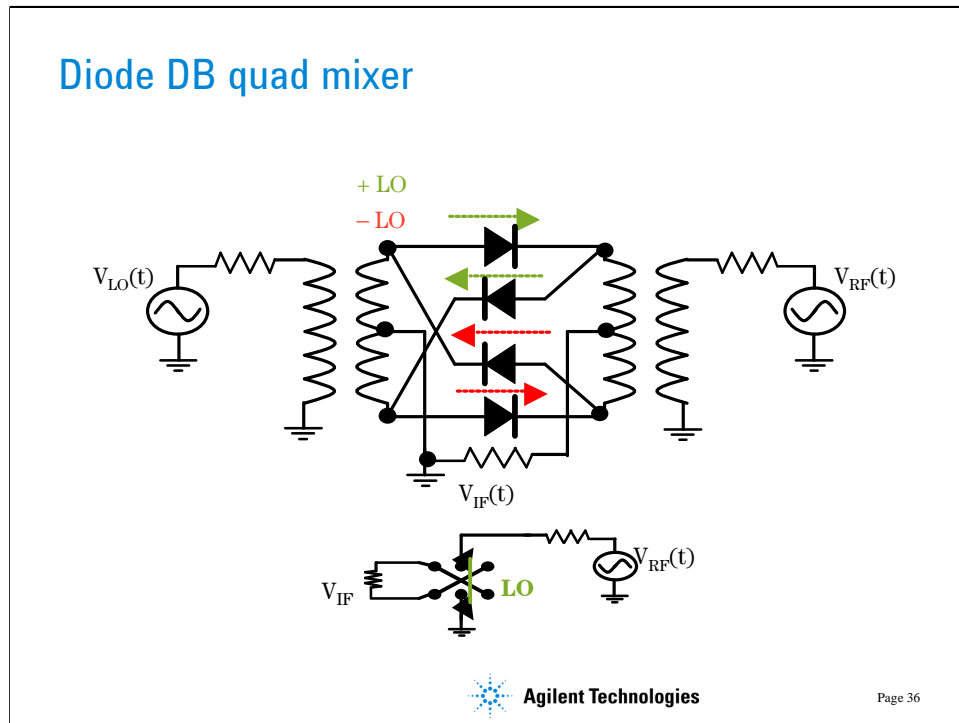 Diode DB quad mixer
+ LO
– LO
V_LO(t)
V_RF(t)
V_IF(t)
V_RF(t)
V_IF
LO
Agilent Technologies
Page 36